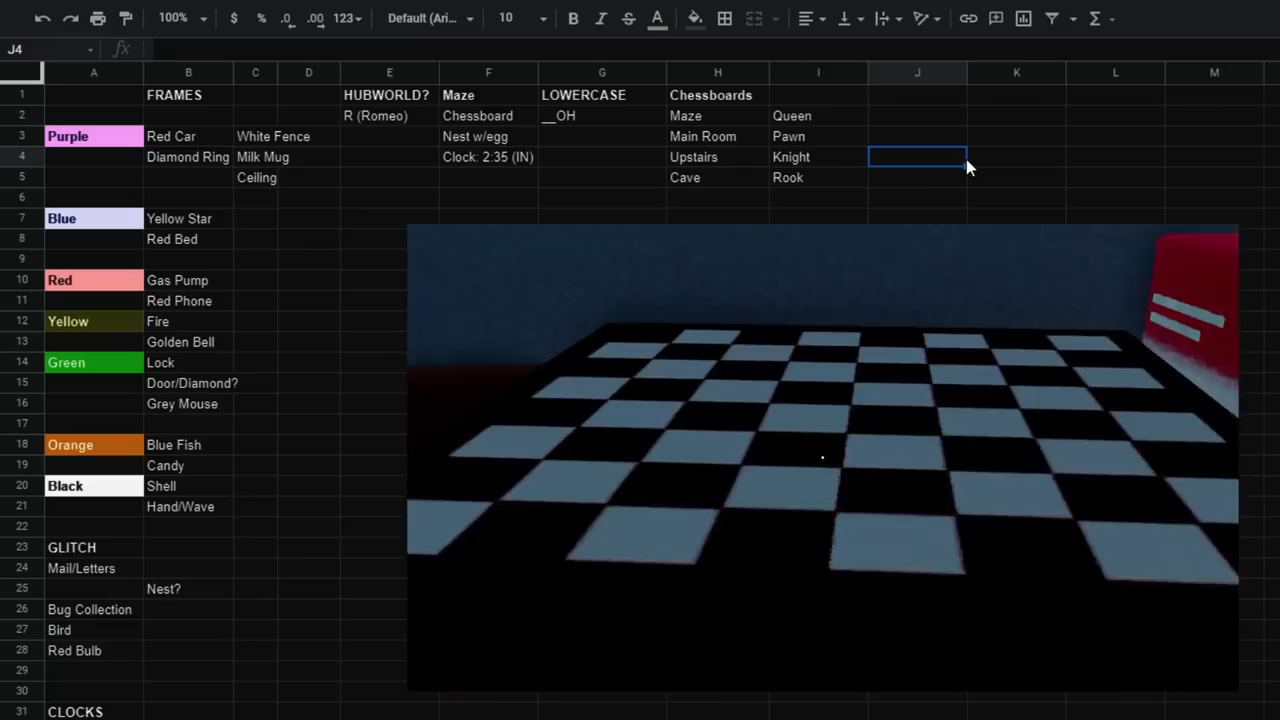 100% $ % .0 .00 123 Default (Ari... 10 B I S A
J4 fx
A B C D E F G H I J K L M
1 FRAMES HUBWORLD? Maze LOWERCASE Chessboards
2 R (Romeo) Chessboard __OH Maze Queen
3 Purple Red Car White Fence Nest w/egg Main Room Pawn
4 Diamond Ring Milk Mug Clock: 2:35 (IN) Upstairs Knight
5 Ceiling Cave Rook
6
7 Blue Yellow Star
8 Red Bed
9
10 Red Gas Pump
11 Red Phone
12 Yellow Fire
13 Golden Bell
14 Green Lock
15 Door/Diamond?
16 Grey Mouse
17
18 Orange Blue Fish
19 Candy
20 Black Shell
21 Hand/Wave
22
23 GLITCH
24 Mail/Letters
25 Nest?
26 Bug Collection
27 Bird
28 Red Bulb
29
30
31 CLOCKS